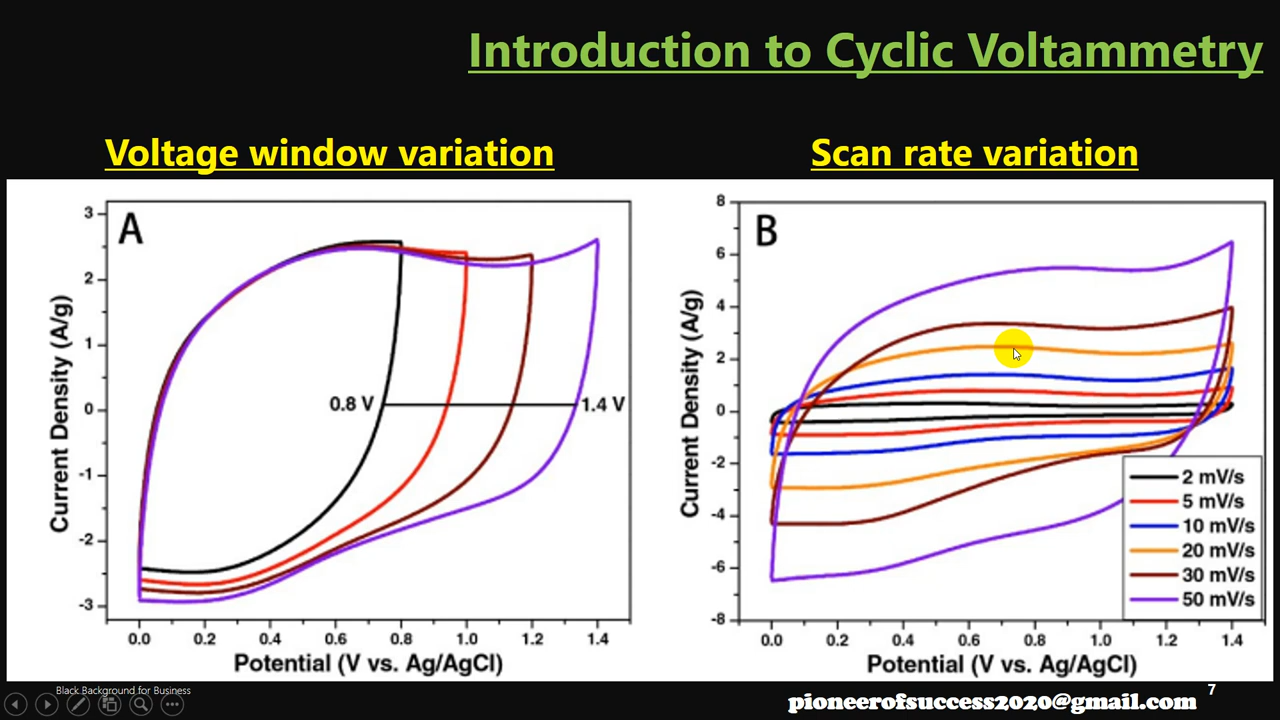 Introduction to Cyclic Voltammetry
Voltage window variation
Scan rate variation
A
3
2
1
0
-1
-2
-3
Current Density (A/g)
0.8 V
1.4 V
0.0 0.2 0.4 0.6 0.8 1.0 1.2 1.4
Potential (V vs. Ag/AgCl)
B
8
6
4
2
0
-2
-4
-6
-8
Current Density (A/g)
2 mV/s
5 mV/s
10 mV/s
20 mV/s
30 mV/s
50 mV/s
0.0 0.2 0.4 0.6 0.8 1.0 1.2 1.4
Potential (V vs. Ag/AgCl)
Black Background for Business
pioneerofsuccess2020@gmail.com
7